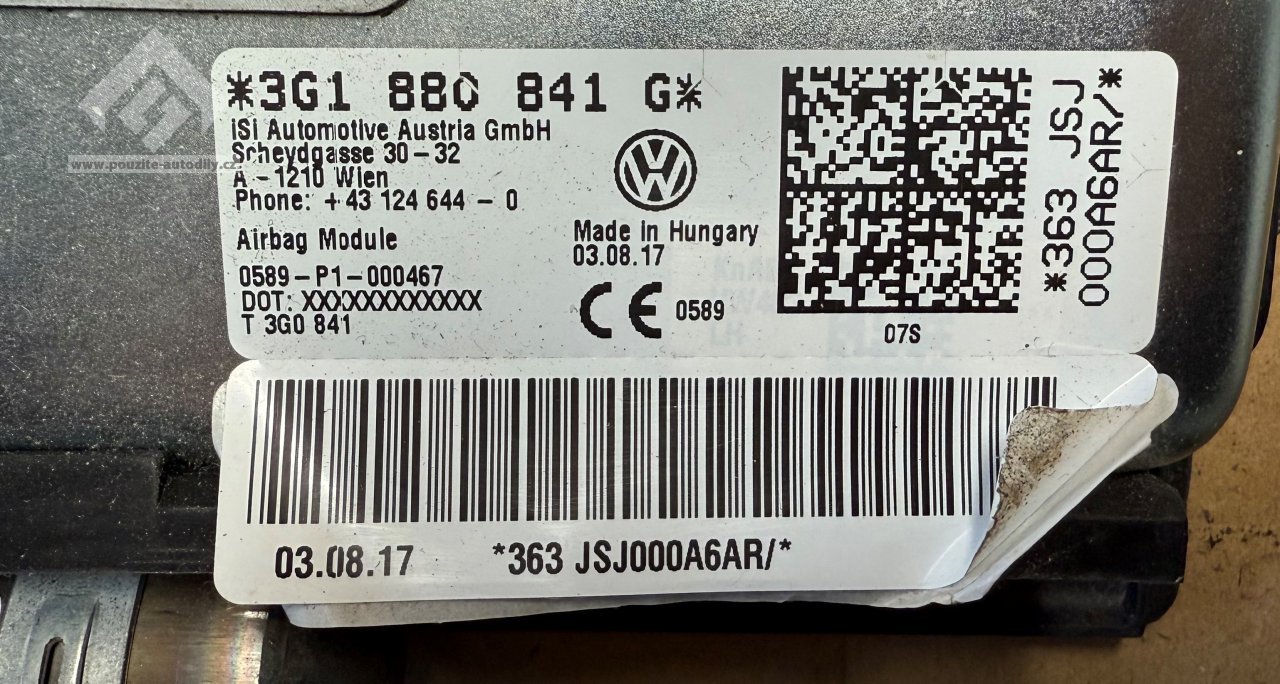 *3G1 880 841 G*
iSi Automotive Austria GmbH
Scheydgasse 30-32
A - 1210 Wien
Phone: +43 124 644 - 0
Airbag Module
0589-P1-000467
DOT: XXXXXXXXXXXX
T 3G0 841
Made in Hungary
03.08.17
CE 0589
07S
*363 JSJ
000A6AR/*
03.08.17 *363 JSJ000A6AR/*
www.pouzite-autodily.cz